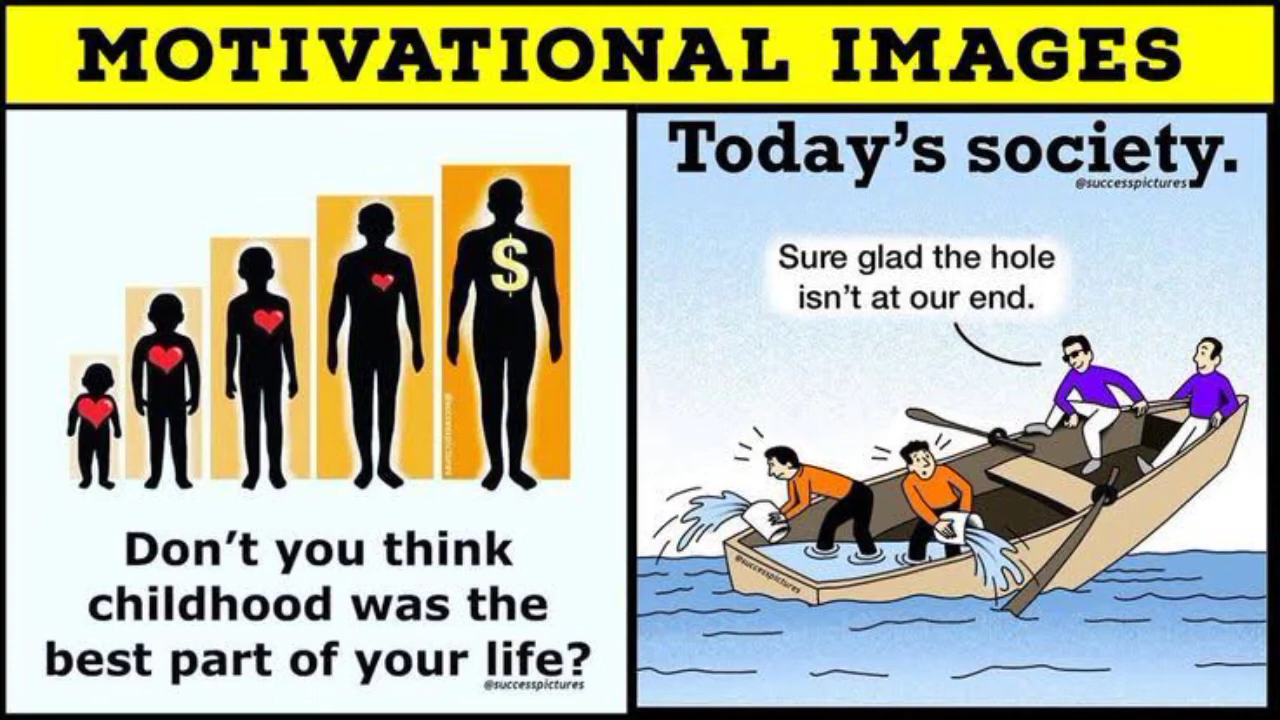 MOTIVATIONAL IMAGES
$
@successpictures
Don't you think
childhood was the
best part of your life?
@successpictures
Today's society.
@successpictures
Sure glad the hole
isn't at our end.
@successpictures